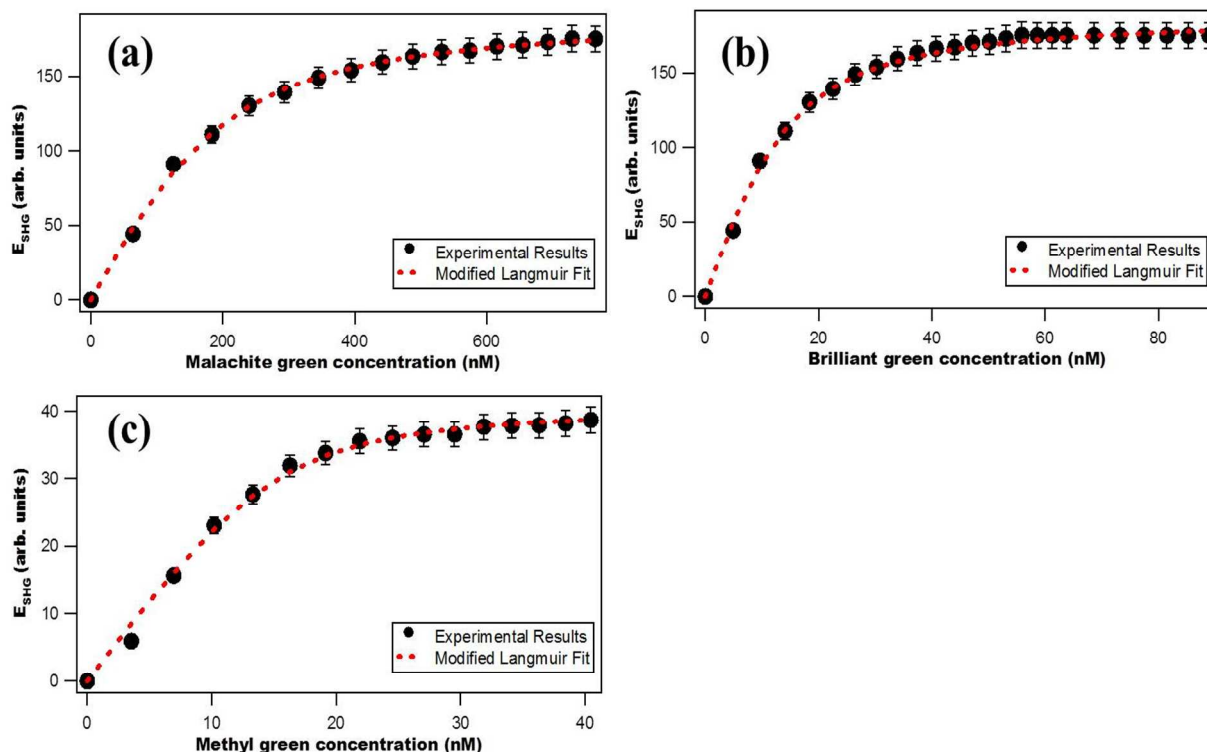 (a)
150
100
50
0
E_SHG (arb. units)
Experimental Results
Modified Langmuir Fit
0 200 400 600
Malachite green concentration (nM)
(b)
150
100
50
0
E_SHG (arb. units)
Experimental Results
Modified Langmuir Fit
0 20 40 60 80
Brilliant green concentration (nM)
(c)
40
30
20
10
0
E_SHG (arb. units)
Experimental Results
Modified Langmuir Fit
0 10 20 30 40
Methyl green concentration (nM)